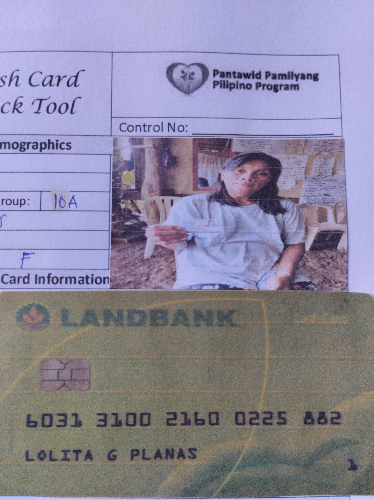 sh Card
ck Tool
Pantawid Pamilyang
Pilipino Program
Control No:
mographics
roup: 10A
F
Card Information
LANDBANK
6031 3100 2160 0225 882
LOLITA G PLANAS
1